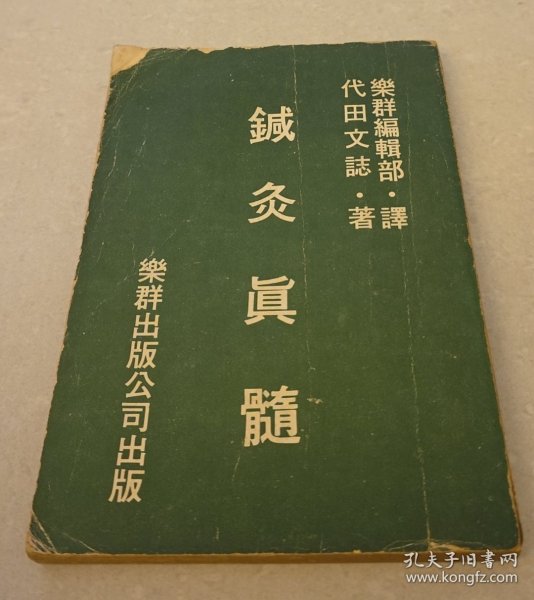 樂群編輯部·譯
代田文誌·著
鍼灸眞髓
樂群出版公司出版
孔夫子旧书网
www.kongfz.com